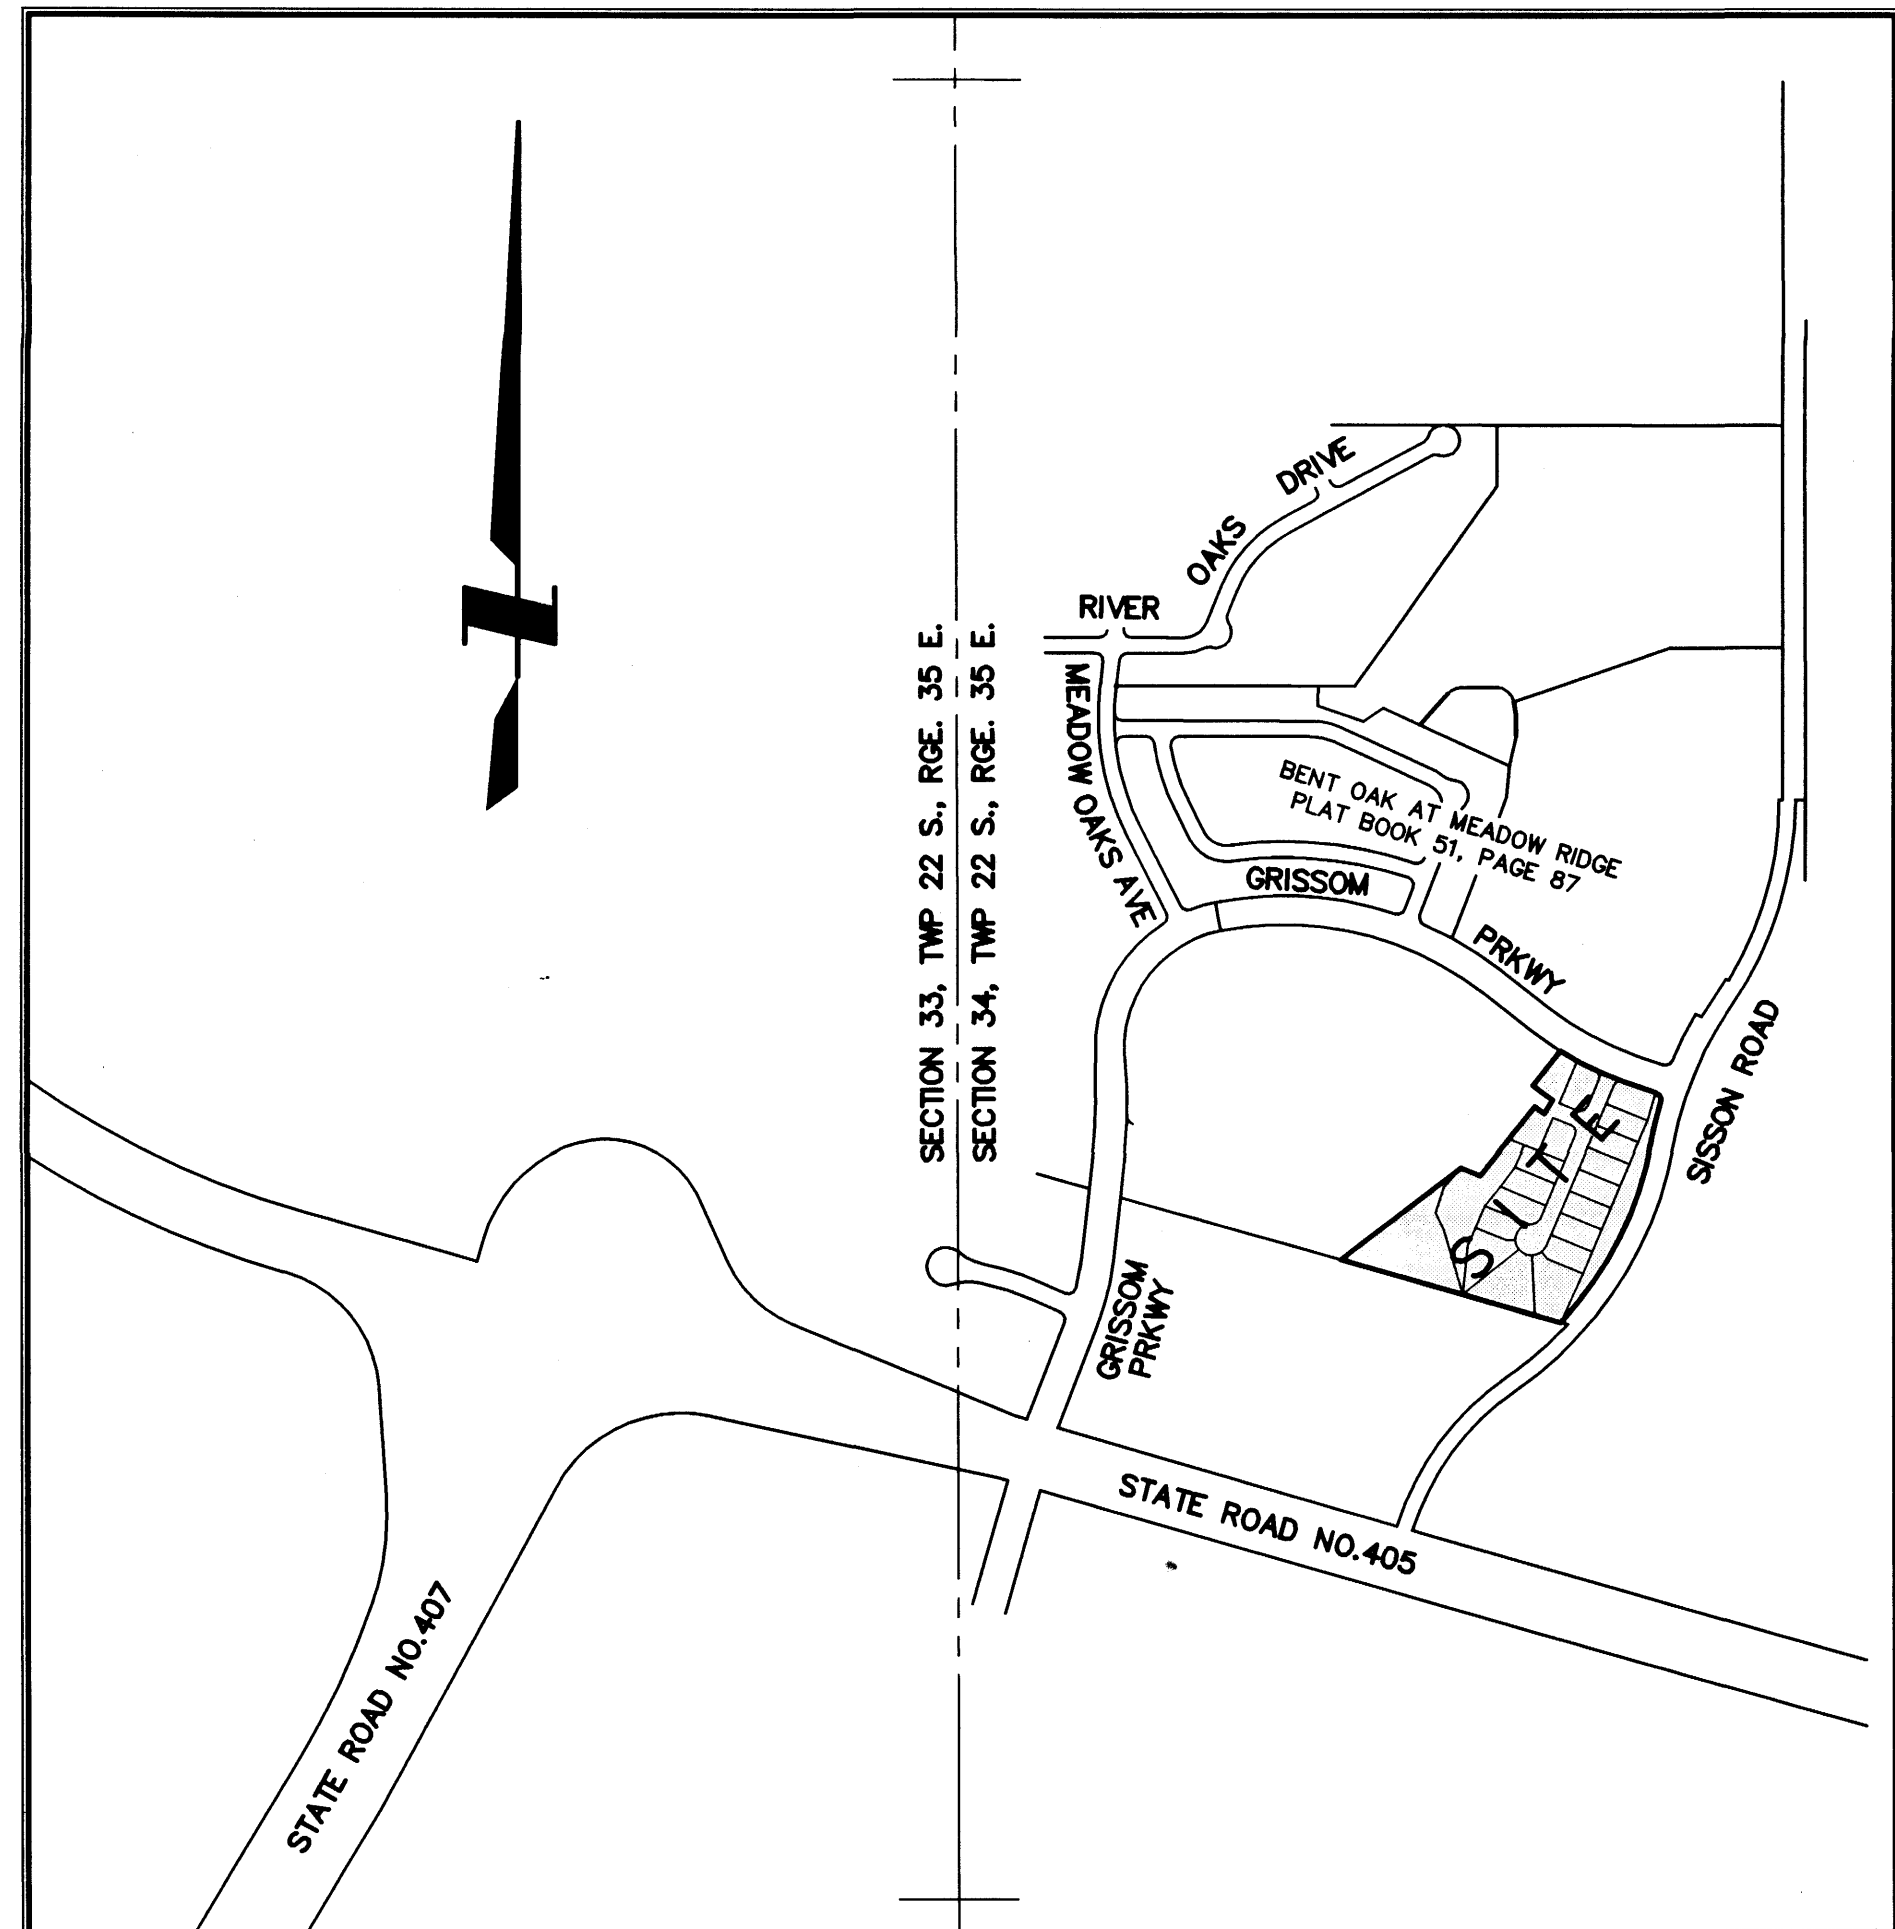 N
RIVER OAKS DRIVE
SECTION 33, TWP 22 S., RGE. 35 E.
SECTION 34, TWP 22 S., RGE. 35 E.
MEADOW OAKS AVE
BENT OAK AT MEADOW RIDGE
PLAT BOOK 51, PAGE 87
GRISSOM PRKWY
SISSON ROAD
SITE
GRISSOM
PRKWY
STATE ROAD NO.405
STATE ROAD NO.407